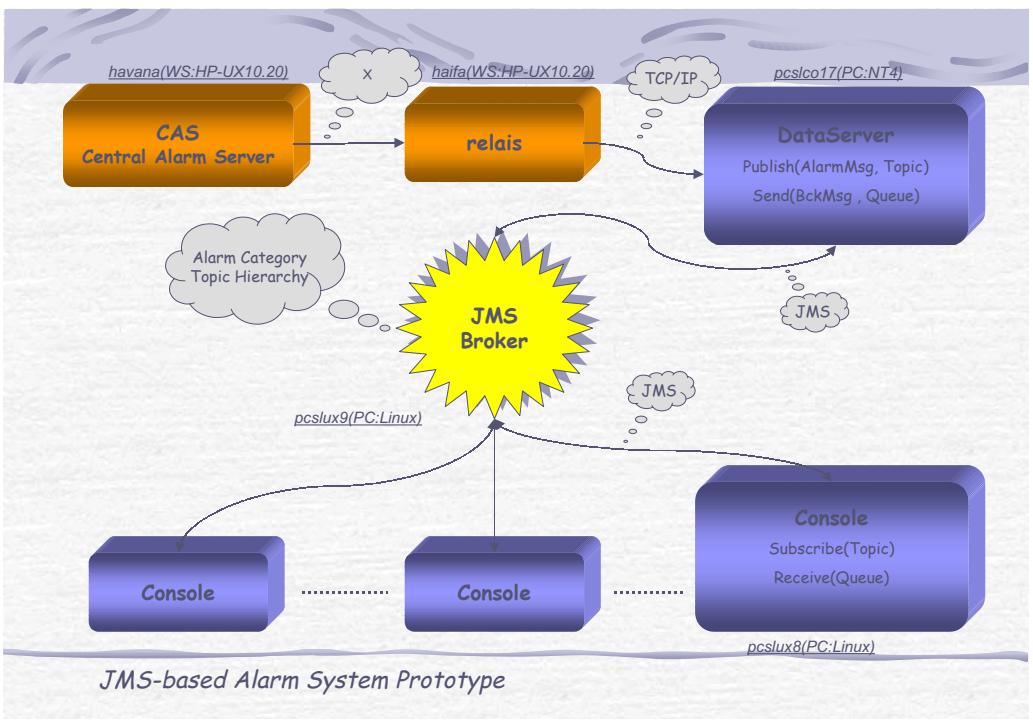 havana(WS:HP-UX10.20)
X
haifa(WS:HP-UX10.20)
TCP/IP
pcslco17(PC:NT4)
CAS
Central Alarm Server
relais
DataServer
Publish(AlarmMsg, Topic)
Send(BckMsg , Queue)
Alarm Category
Topic Hierarchy
JMS
Broker
JMS
JMS
pcslux9(PC:Linux)
Console
Subscribe(Topic)
Receive(Queue)
Console
Console
pcslux8(PC:Linux)
JMS-based Alarm System Prototype